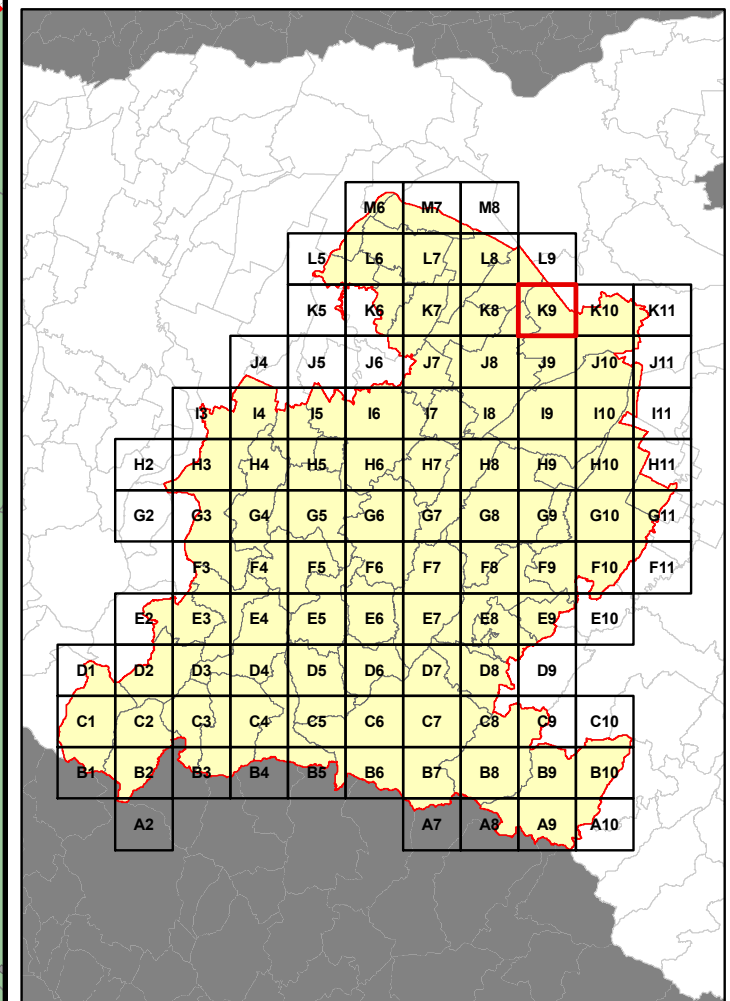 M6 M7 M8
L5 L6 L7 L8 L9
K5 K6 K7 K8 K9 K10 K11
J4 J5 J6 J7 J8 J9 J10 J11
I3 I4 I5 I6 I7 I8 I9 I10 I11
H2 H3 H4 H5 H6 H7 H8 H9 H10 H11
G2 G3 G4 G5 G6 G7 G8 G9 G10 G11
F3 F4 F5 F6 F7 F8 F9 F10 F11
E2 E3 E4 E5 E6 E7 E8 E9 E10
D1 D2 D3 D4 D5 D6 D7 D8 D9
C1 C2 C3 C4 C5 C6 C7 C8 C9 C10
B1 B2 B3 B4 B5 B6 B7 B8 B9 B10
A2 A7 A8 A9 A10